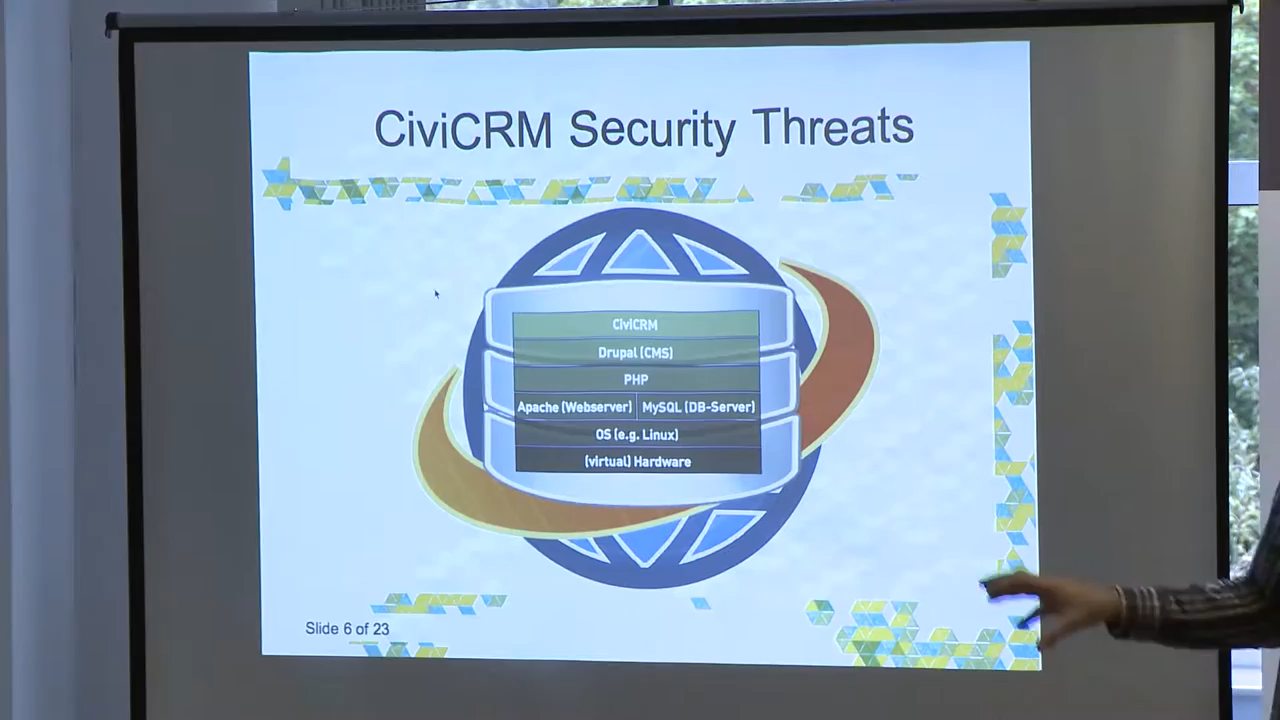 CiviCRM Security Threats
CiviCRM
Drupal (CMS)
PHP
Apache (Webserver) MySQL (DB-Server)
OS (e.g. Linux)
(virtual) Hardware
Slide 6 of 23